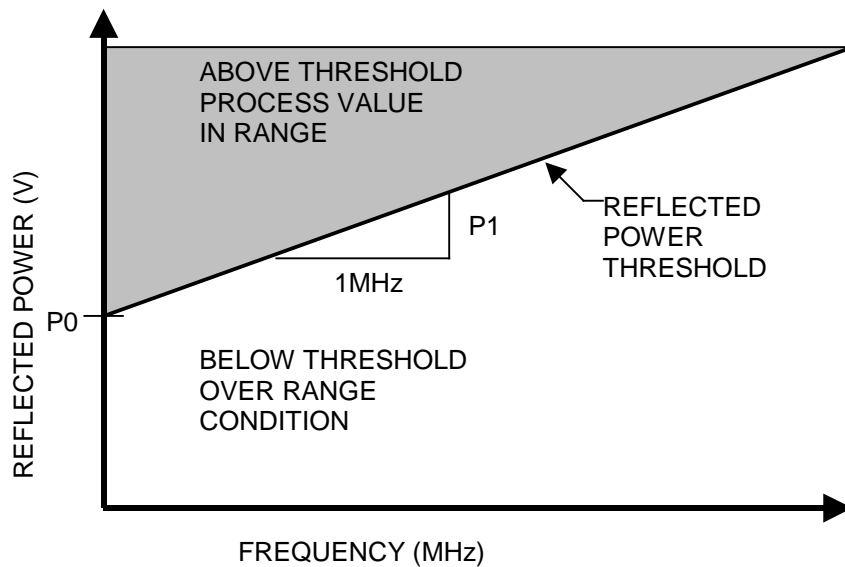 ABOVE THRESHOLD
PROCESS VALUE
IN RANGE
REFLECTED POWER (V)
P1
REFLECTED
POWER
THRESHOLD
1MHz
P0
BELOW THRESHOLD
OVER RANGE
CONDITION
FREQUENCY (MHz)